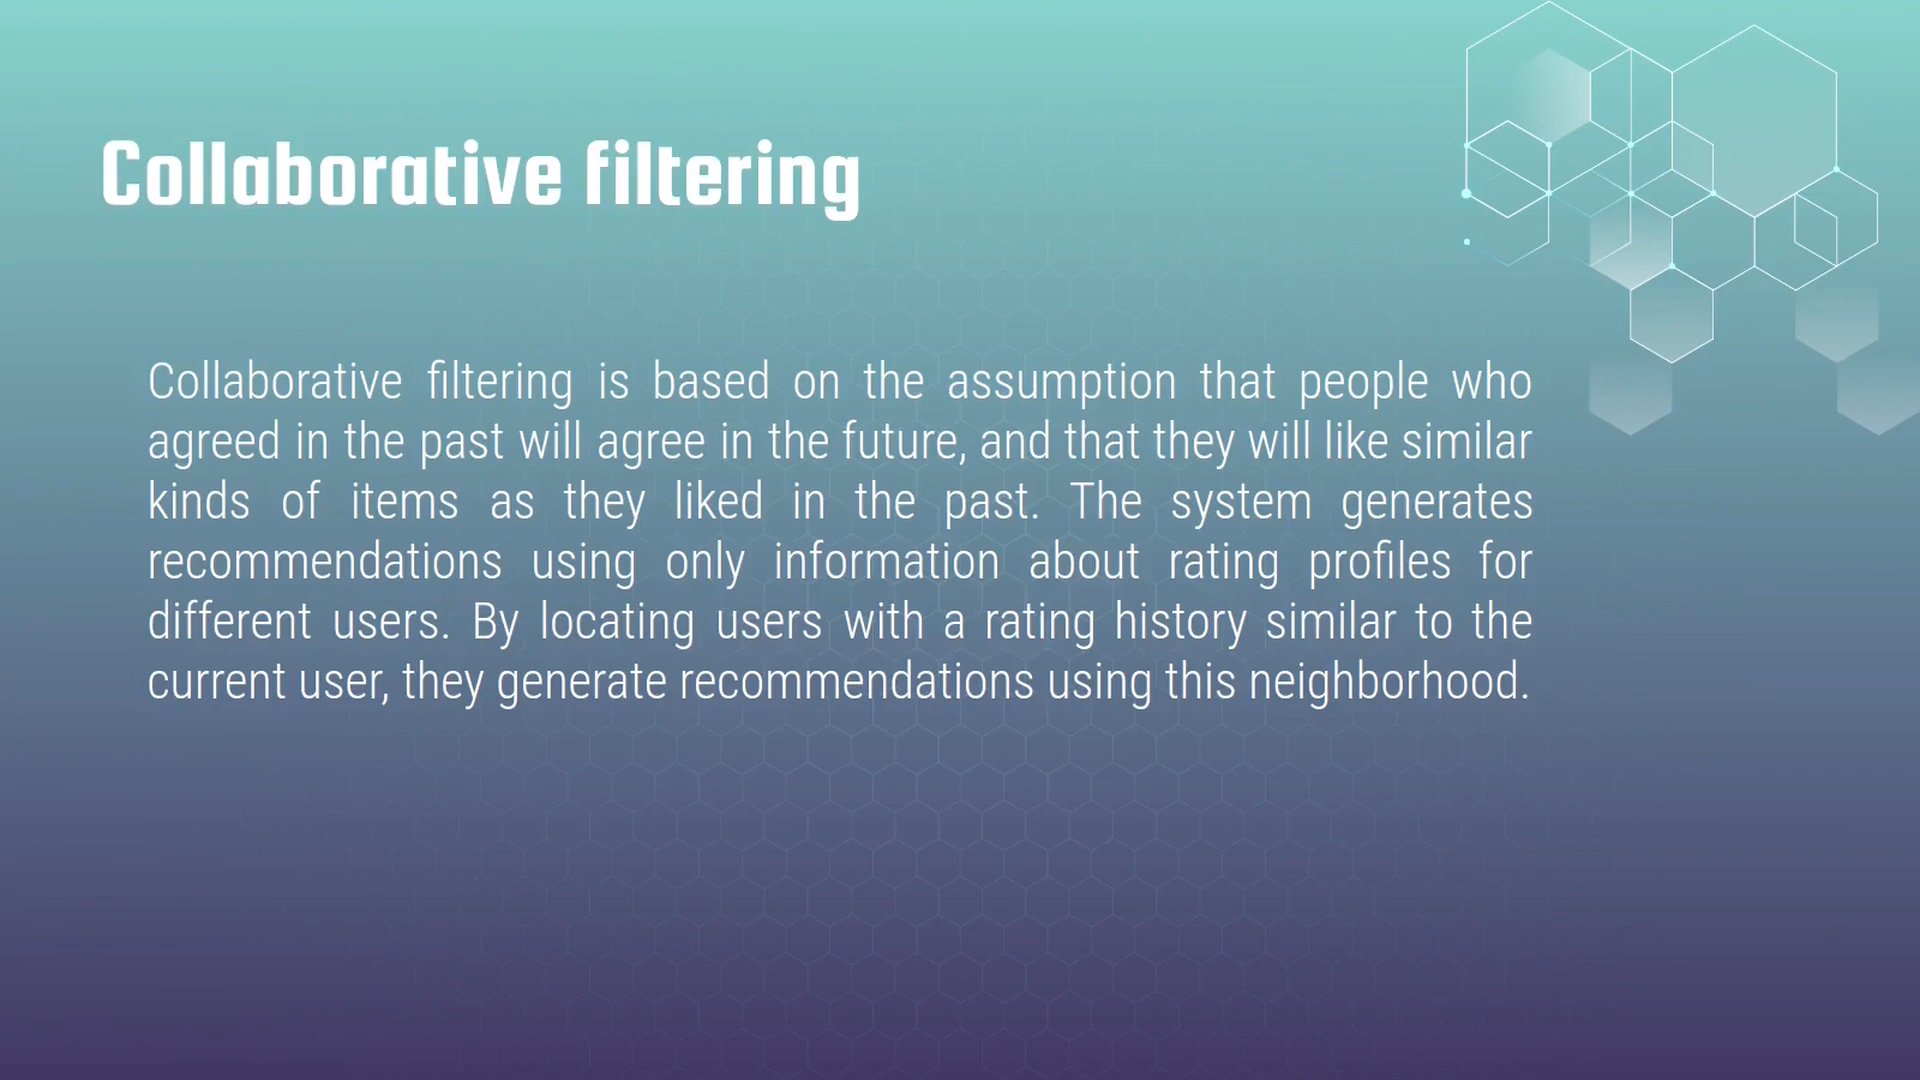 Collaborative filtering
Collaborative filtering is based on the assumption that people who
agreed in the past will agree in the future, and that they will like similar
kinds of items as they liked in the past. The system generates
recommendations using only information about rating profiles for
different users. By locating users with a rating history similar to the
current user, they generate recommendations using this neighborhood.